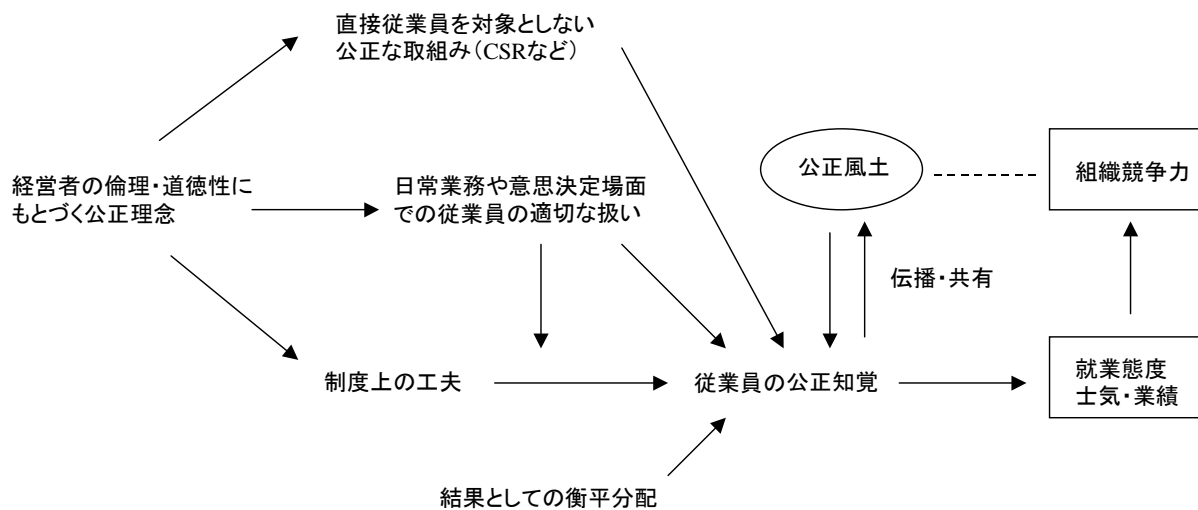 直接従業員を対象としない
公正な取組み（CSRなど）
公正風土
組織競争力
経営者の倫理・道徳性に
もとづく公正理念
日常業務や意思決定場面
での従業員の適切な扱い
伝播・共有
制度上の工夫
従業員の公正知覚
就業態度
士気・業績
結果としての衡平分配